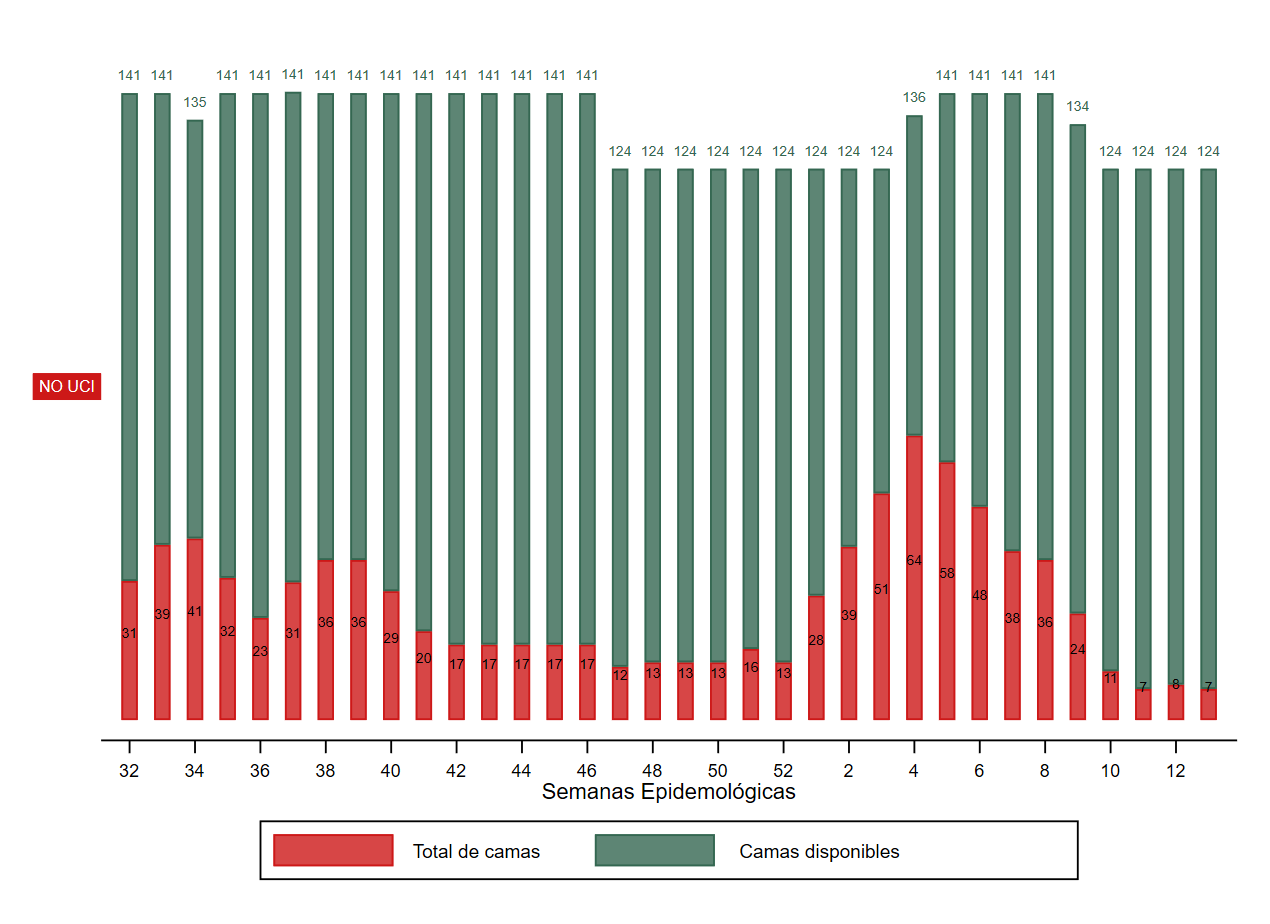 141 141 135 141 141 141 141 141 141 141 141 141 141 141 141 124 124 124 124 124 124 124 124 124 136 141 141 141 141 134 124 124 124 124
NO UCI
31 39 41 32 23 31 36 36 29 20 17 17 17 17 17 12 13 13 13 16 13 28 39 51 64 58 48 38 36 24 11 7 8 7
32 34 36 38 40 42 44 46 48 50 52 2 4 6 8 10 12
Semanas Epidemológicas
Total de camas Camas disponibles